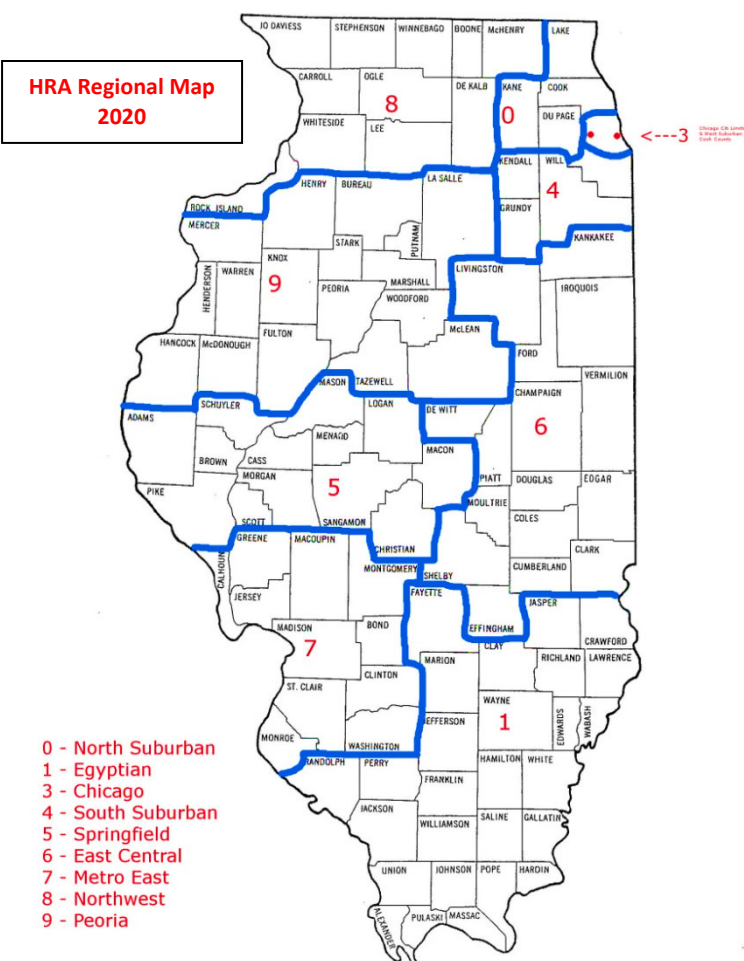 JO DAVIESS
STEPHENSON
WINNEBAGO
BOONE
McHENRY
LAKE
HRA Regional Map
2020
CARROLL
OGLE
8
DE KALB
KANE
0
COOK
DU PAGE
WHITESIDE
LEE
<---3
Chicago City Limits
& West Suburban
Cook County
KENDALL
WILL
4
HENRY
BUREAU
LA SALLE
ROCK ISLAND
MERCER
GRUNDY
KANKAKEE
STARK
PUTNAM
KNOX
9
WARREN
HENDERSON
PEORIA
MARSHALL
WOODFORD
LIVINGSTON
IROQUOIS
HANCOCK
McDONOUGH
FULTON
McLEAN
FORD
VERMILION
MASON
TAZEWELL
CHAMPAIGN
ADAMS
SCHUYLER
LOGAN
DE WITT
6
MENARD
BROWN
CASS
MACON
PIATT
DOUGLAS
EDGAR
MORGAN
5
PIKE
MOULTRIE
SCOTT
SANGAMON
COLES
GREENE
MACOUPIN
CHRISTIAN
CLARK
CALHOUN
MONTGOMERY
SHELBY
CUMBERLAND
JERSEY
FAYETTE
JASPER
MADISON
7
BOND
EFFINGHAM
CRAWFORD
CLAY
MARION
RICHLAND
LAWRENCE
CLINTON
ST. CLAIR
WAYNE
1
EDWARDS
WABASH
MONROE
JEFFERSON
WASHINGTON
RANDOLPH
PERRY
HAMILTON
WHITE
FRANKLIN
JACKSON
WILLIAMSON
SALINE
GALLATIN
UNION
JOHNSON
POPE
HARDIN
ALEXANDER
PULASKI
MASSAC
0 - North Suburban
1 - Egyptian
3 - Chicago
4 - South Suburban
5 - Springfield
6 - East Central
7 - Metro East
8 - Northwest
9 - Peoria